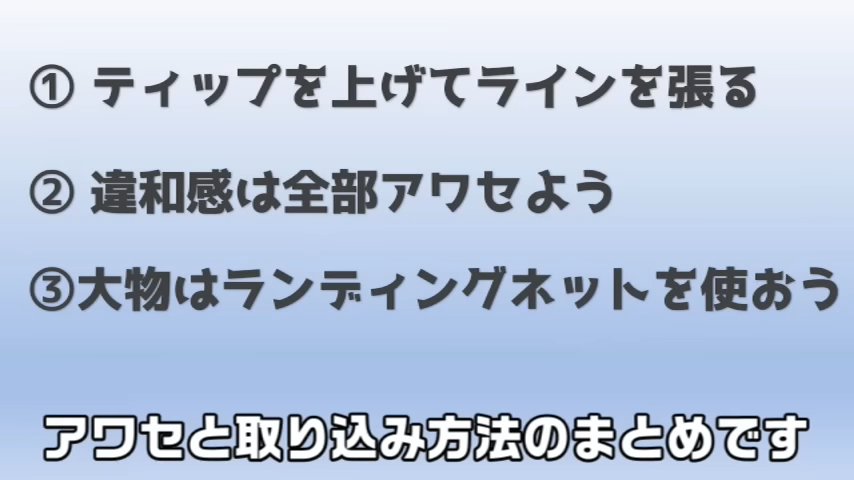 ① ティップを上げてラインを張る
② 違和感は全部アワセよう
③大物はランディングネットを使おう
アワセと取り込み方法のまとめです